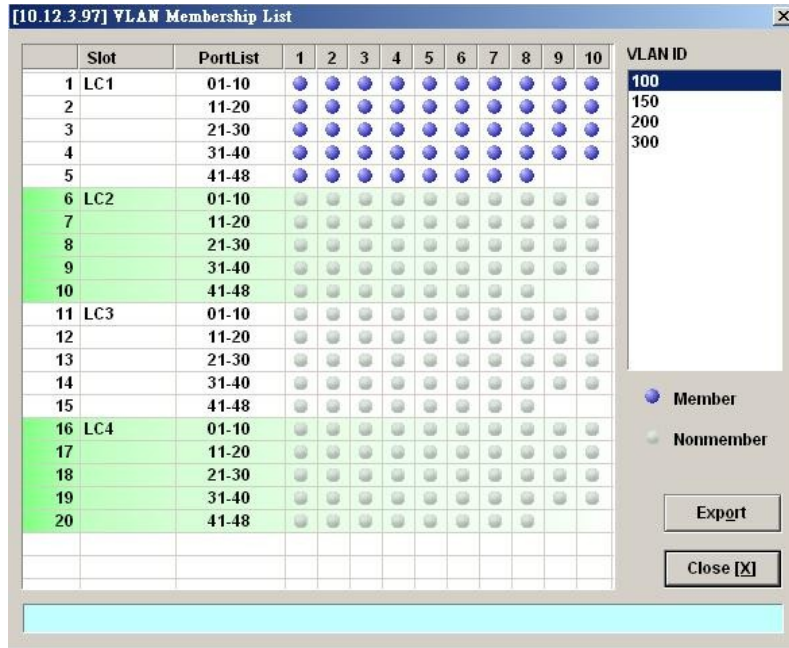 [10.12.3.97] VLAN Membership List
Slot PortList 1 2 3 4 5 6 7 8 9 10
1 LC1 01-10
2 11-20
3 21-30
4 31-40
5 41-48
6 LC2 01-10
7 11-20
8 21-30
9 31-40
10 41-48
11 LC3 01-10
12 11-20
13 21-30
14 31-40
15 41-48
16 LC4 01-10
17 11-20
18 21-30
19 31-40
20 41-48
VLAN ID
100
150
200
300
Member
Nonmember
Export
Close [X]